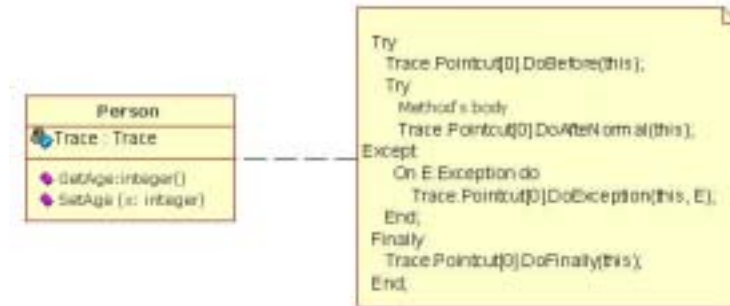 Person
Trace : Trace
GetAge:integer()
SetAge (x: integer)
Try
Trace.Pointcut[0].DoBefore(this);
Try
Method's body
Trace.Pointcut[0].DoAfteNormal(this);
Except
On E.Exception do
Trace.Pointcut[0].DoException(this, E);
End;
Finally
Trace.Pointcut[0].DoFinally(this);
End;